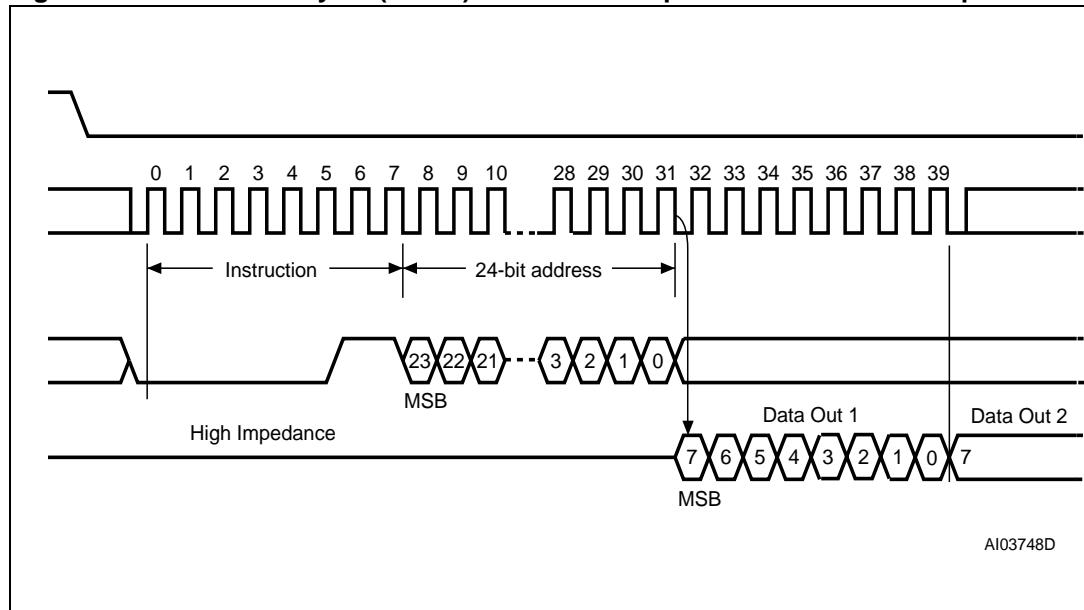 0 1 2 3 4 5 6 7 8 9 10 28 29 30 31 32 33 34 35 36 37 38 39
Instruction 24-bit address
23 22 21 3 2 1 0
MSB
High Impedance Data Out 1 Data Out 2
7 6 5 4 3 2 1 0 7
MSB
AI03748D